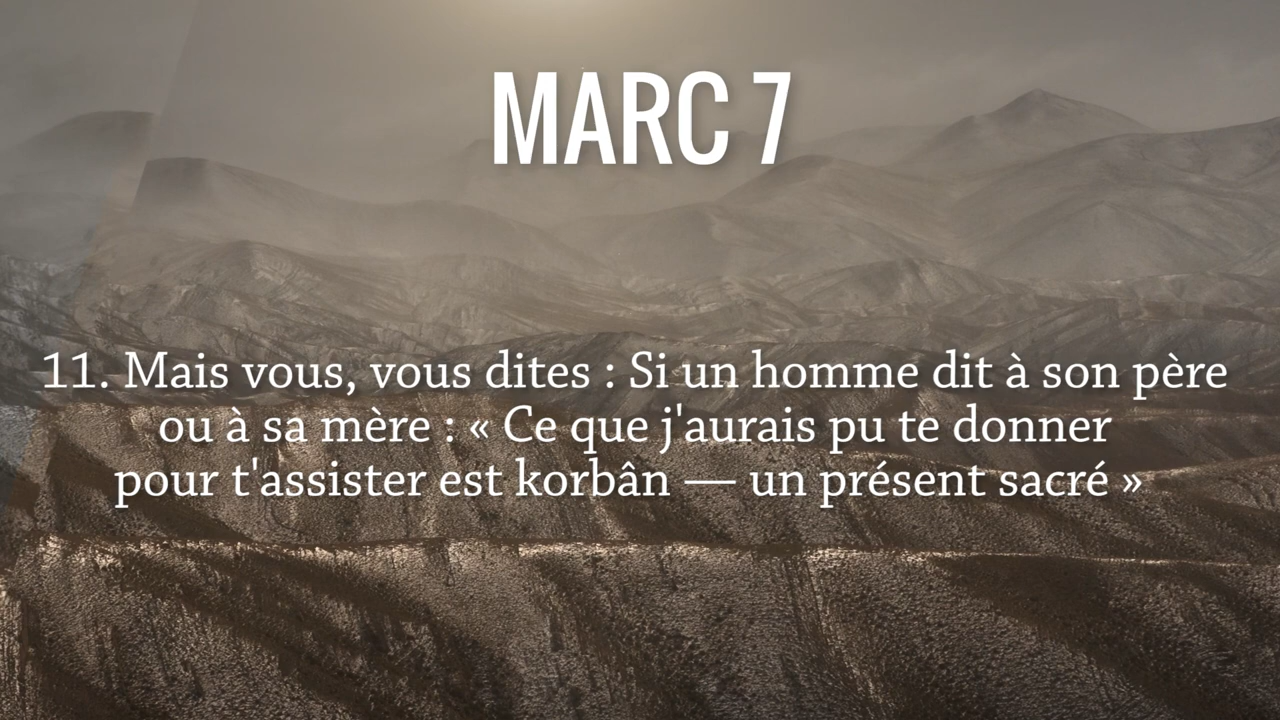 MARC 7
11. Mais vous, vous dites : Si un homme dit à son père
ou à sa mère : « Ce que j'aurais pu te donner
pour t'assister est korbân — un présent sacré »